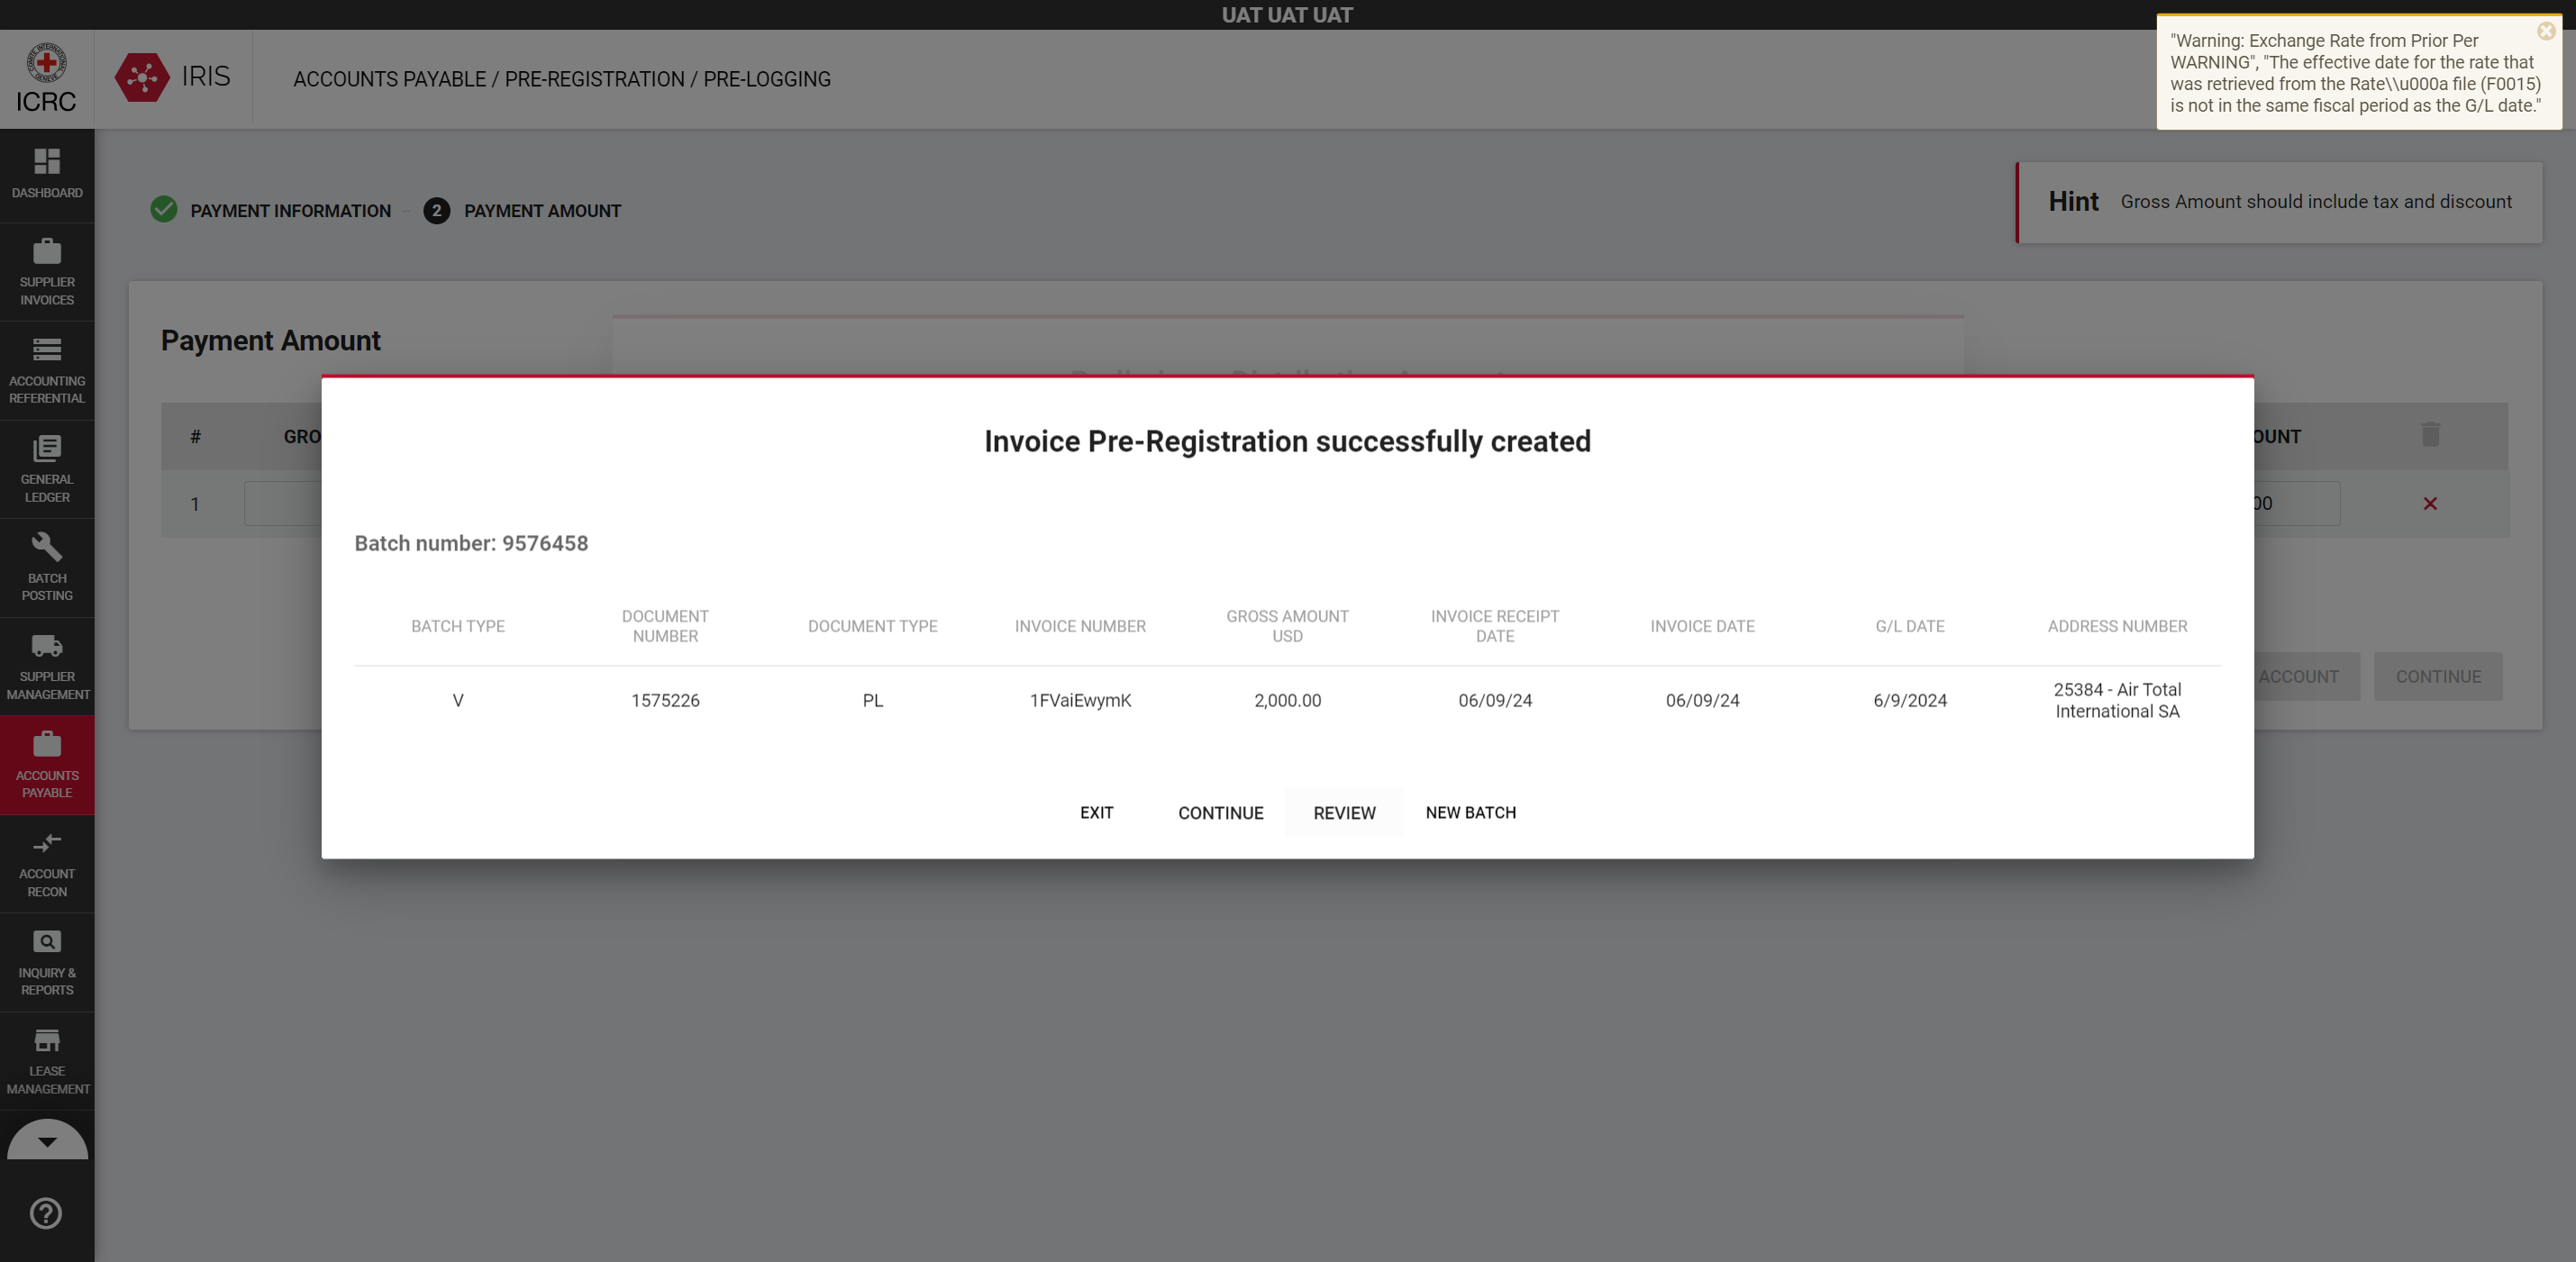 UAT UAT UAT
ICRC
IRIS
ACCOUNTS PAYABLE / PRE-REGISTRATION / PRE-LOGGING
"Warning: Exchange Rate from Prior Per
WARNING", "The effective date for the rate that
was retrieved from the Rate\\u000a file (F0015)
is not in the same fiscal period as the G/L date."
DASHBOARD
SUPPLIER
INVOICES
ACCOUNTING
REFERENTIAL
GENERAL
LEDGER
BATCH
POSTING
SUPPLIER
MANAGEMENT
ACCOUNTS
PAYABLE
ACCOUNT
RECON
INQUIRY &
REPORTS
LEASE
MANAGEMENT
PAYMENT INFORMATION
2 PAYMENT AMOUNT
Hint Gross Amount should include tax and discount
Payment Amount
# GRO OUNT
1 00
Invoice Pre-Registration successfully created
Batch number: 9576458
BATCH TYPE
DOCUMENT
NUMBER
DOCUMENT TYPE
INVOICE NUMBER
GROSS AMOUNT
USD
INVOICE RECEIPT
DATE
INVOICE DATE
G/L DATE
ADDRESS NUMBER
V
1575226
PL
1FVaiEwymK
2,000.00
06/09/24
06/09/24
6/9/2024
25384 - Air Total
International SA
EXIT CONTINUE REVIEW NEW BATCH
ACCOUNT CONTINUE